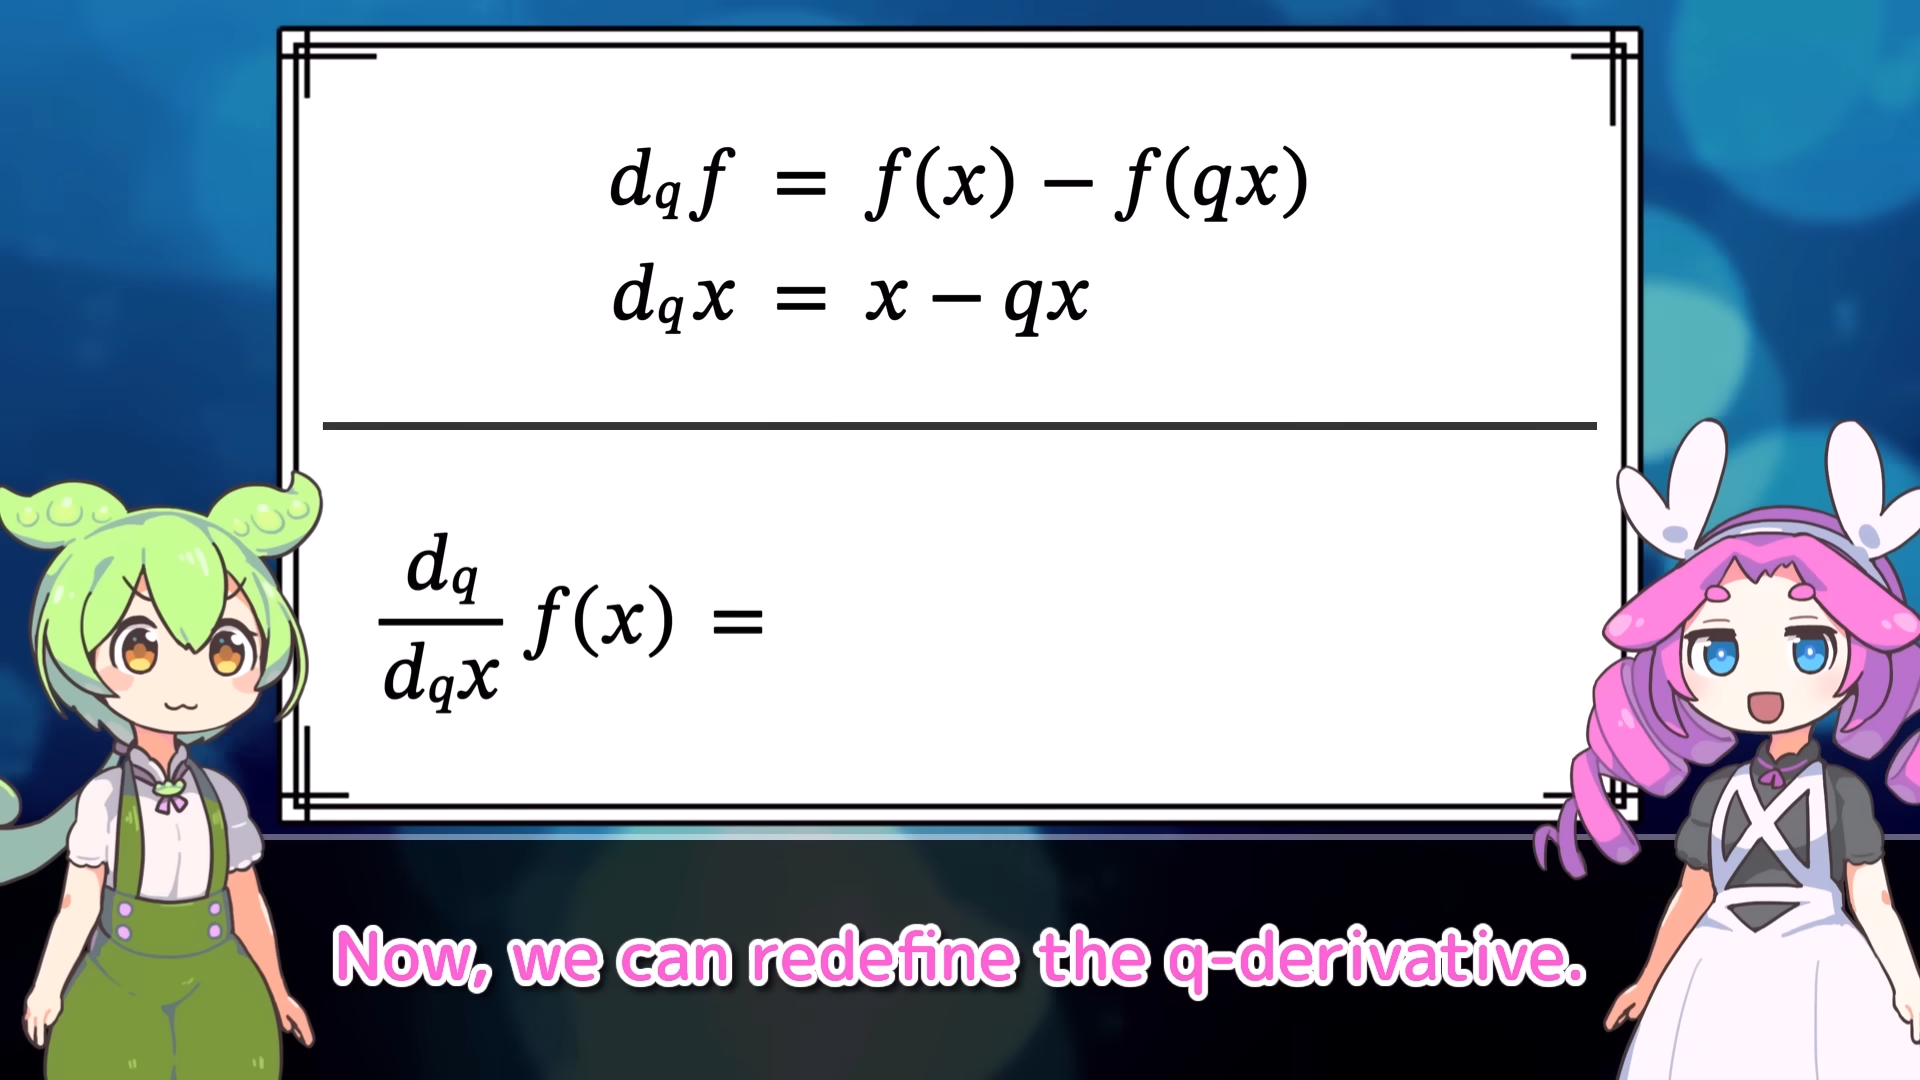 d_q f = f(x) − f(qx)
d_q x = x − qx
d_q/d_q x f(x) =
Now, we can redefine the q-derivative.